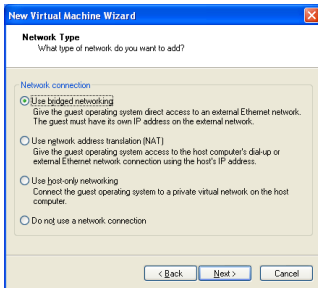 New Virtual Machine Wizard
Network Type
What type of network do you want to add?
Network connection
Use bridged networking
Give the guest operating system direct access to an external Ethernet network.
The guest must have its own IP address on the external network.
Use network address translation (NAT)
Give the guest operating system access to the host computer's dial-up or
external Ethernet network connection using the host's IP address.
Use host-only networking
Connect the guest operating system to a private virtual network on the host
computer.
Do not use a network connection
< Back
Next >
Cancel